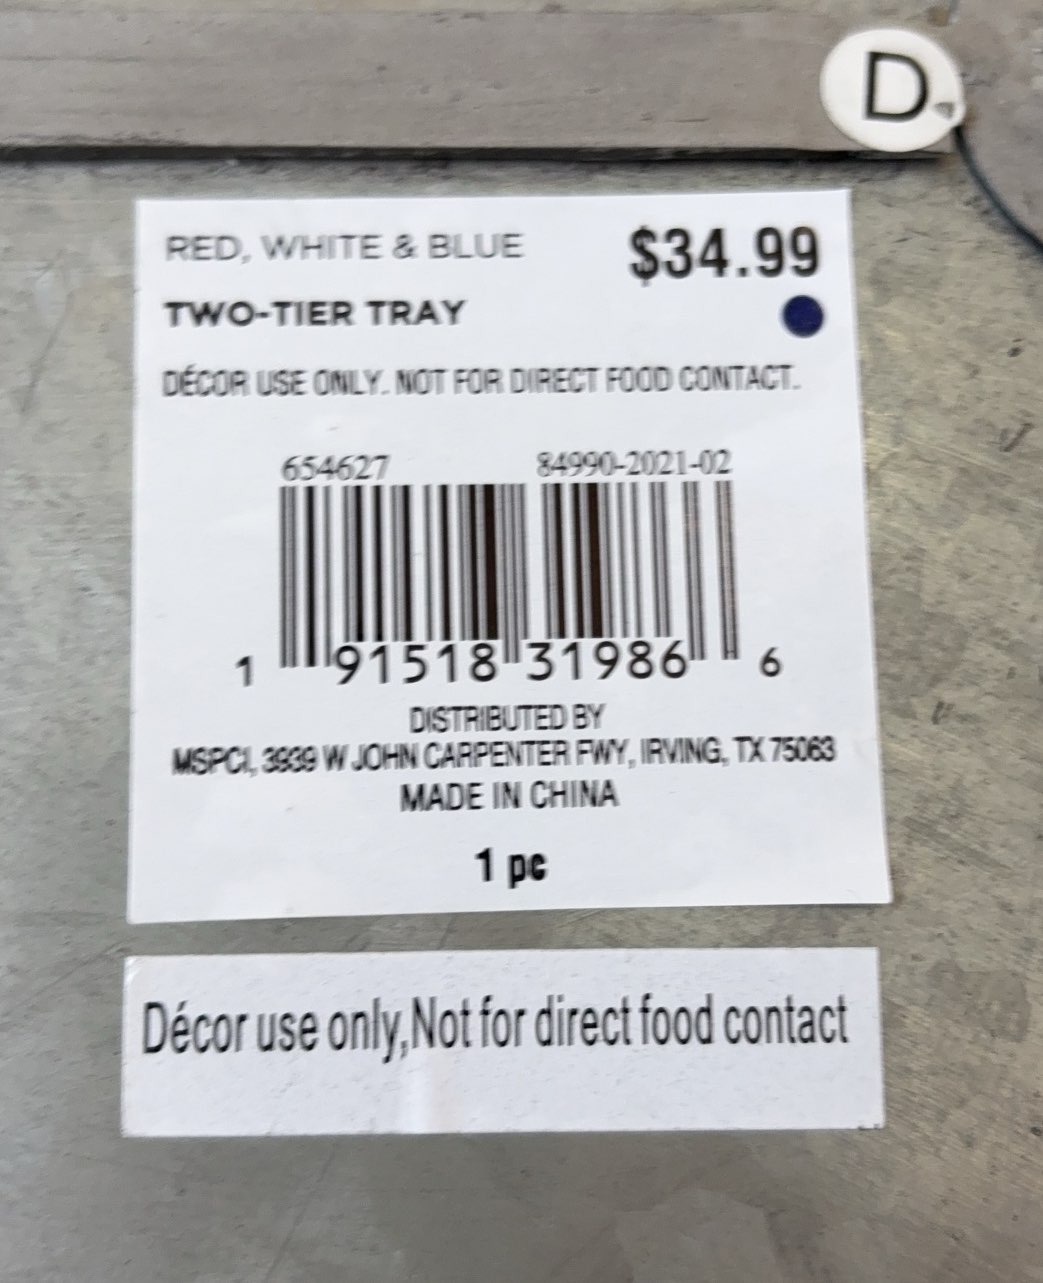 D
RED, WHITE & BLUE $34.99
TWO-TIER TRAY
DÉCOR USE ONLY. NOT FOR DIRECT FOOD CONTACT.
654627 84990-2021-02
1 91518 31986 6
DISTRIBUTED BY
MSPCI, 3939 W JOHN CARPENTER FWY, IRVING, TX 75063
MADE IN CHINA
1 pc
Décor use only,Not for direct food contact